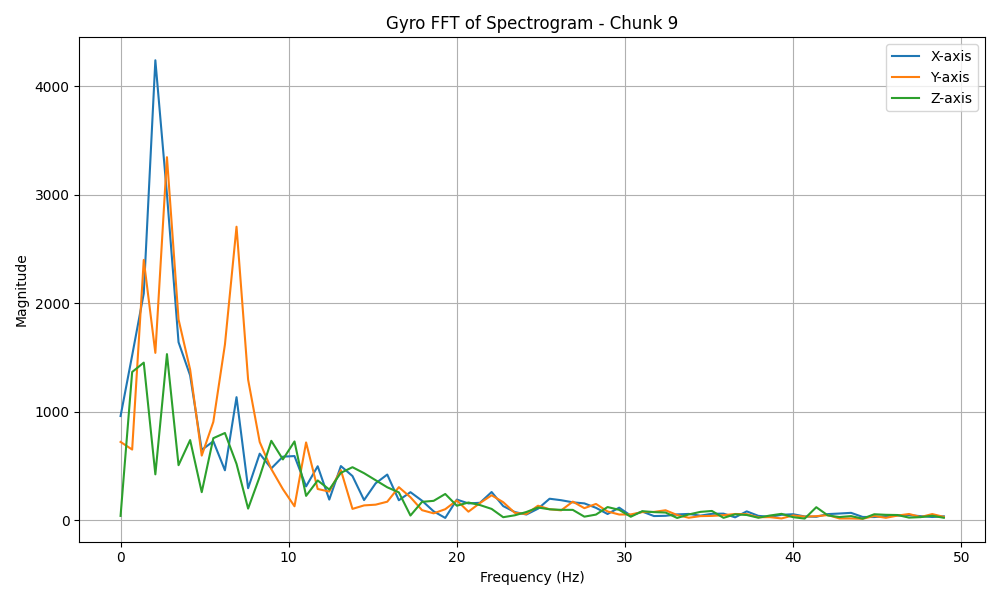 Gyro FFT of Spectrogram - Chunk 9
X-axis
Y-axis
Z-axis
4000
3000
2000
1000
0
Magnitude
0 10 20 30 40 50
Frequency (Hz)